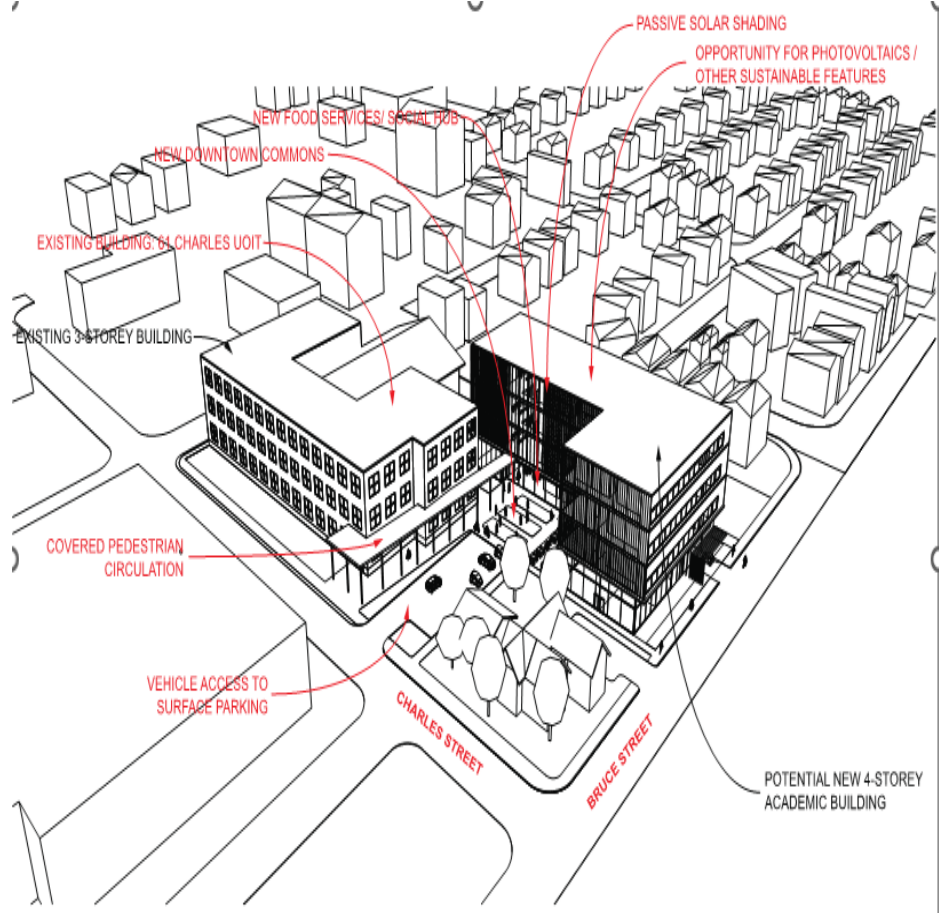 PASSIVE SOLAR SHADING
OPPORTUNITY FOR PHOTOVOLTAICS /
OTHER SUSTAINABLE FEATURES
NEW FOOD SERVICES/ SOCIAL HUB
NEW DOWNTOWN COMMONS
EXISTING BUILDING: 61 CHARLES UOIT
EXISTING 3-STOREY BUILDING
COVERED PEDESTRIAN
CIRCULATION
VEHICLE ACCESS TO
SURFACE PARKING
CHARLES STREET
BRUCE STREET
POTENTIAL NEW 4-STOREY
ACADEMIC BUILDING